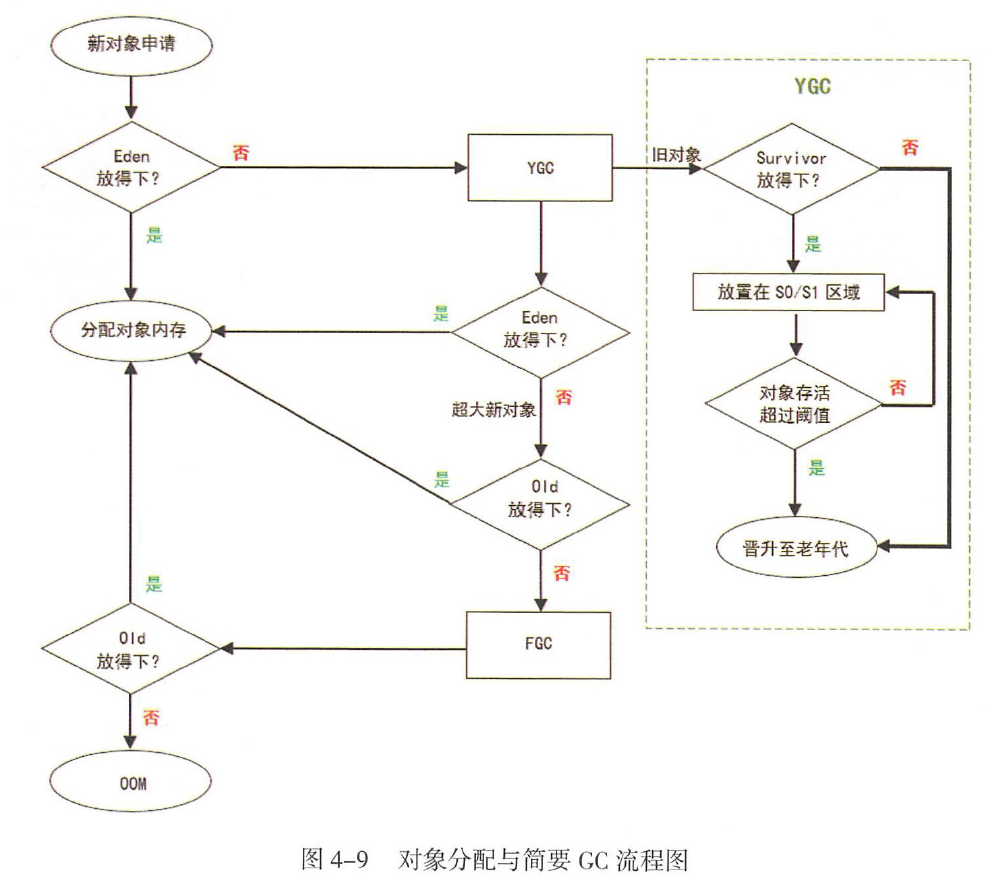 新对象申请
Eden
放得下?
否
是
分配对象内存
YGC
Eden
放得下?
是
否
超大新对象
Old
放得下?
是
否
FGC
Old
放得下?
是
否
OOM
YGC
旧对象
Survivor
放得下?
否
是
放置在 S0/S1 区域
对象存活
超过阈值
否
是
晋升至老年代
图 4-9 对象分配与简要 GC 流程图